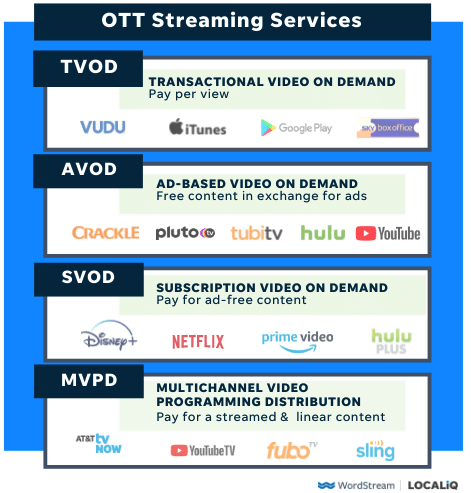 OTT Streaming Services
TVOD
TRANSACTIONAL VIDEO ON DEMAND
Pay per view
VUDU
iTunes
Google Play
sky box office
AVOD
AD-BASED VIDEO ON DEMAND
Free content in exchange for ads
CRACKLE
pluto tv
tubitv
hulu
YouTube
SVOD
SUBSCRIPTION VIDEO ON DEMAND
Pay for ad-free content
Disney+
NETFLIX
prime video
hulu
PLUS
MVPD
MULTICHANNEL VIDEO
PROGRAMMING DISTRIBUTION
Pay for a streamed & linear content
AT&T tv
NOW
YouTubeTV
fubo TV
sling
WordStream | LOCALiQ